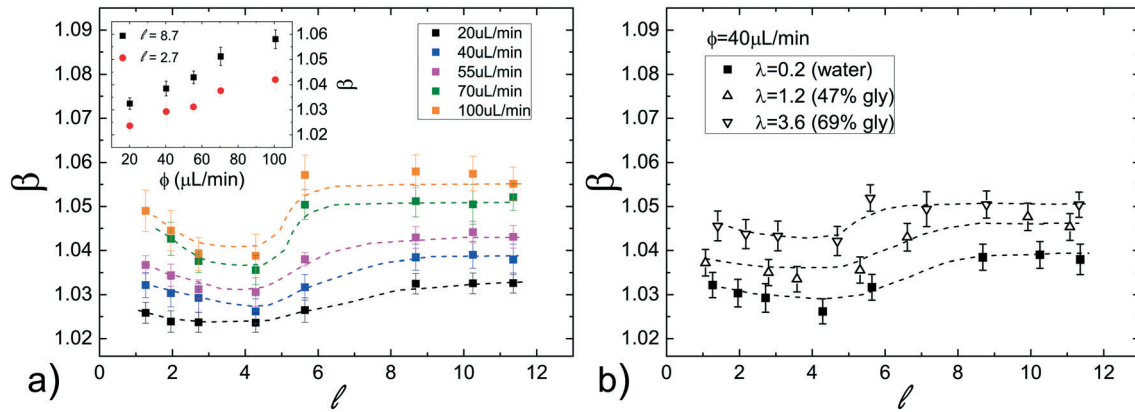 1.09
1.08
1.07
1.06
1.05
1.04
1.03
1.02
β
0 2 4 6 8 10 12
ℓ
a)
ℓ = 8.7
ℓ = 2.7
1.06
1.05
1.04
1.03
1.02
β
20 40 60 80 100
ϕ (μL/min)
20uL/min
40uL/min
55uL/min
70uL/min
100uL/min
1.09
1.08
1.07
1.06
1.05
1.04
1.03
1.02
β
0 2 4 6 8 10 12
ℓ
b)
ϕ=40μL/min
λ=0.2 (water)
λ=1.2 (47% gly)
λ=3.6 (69% gly)